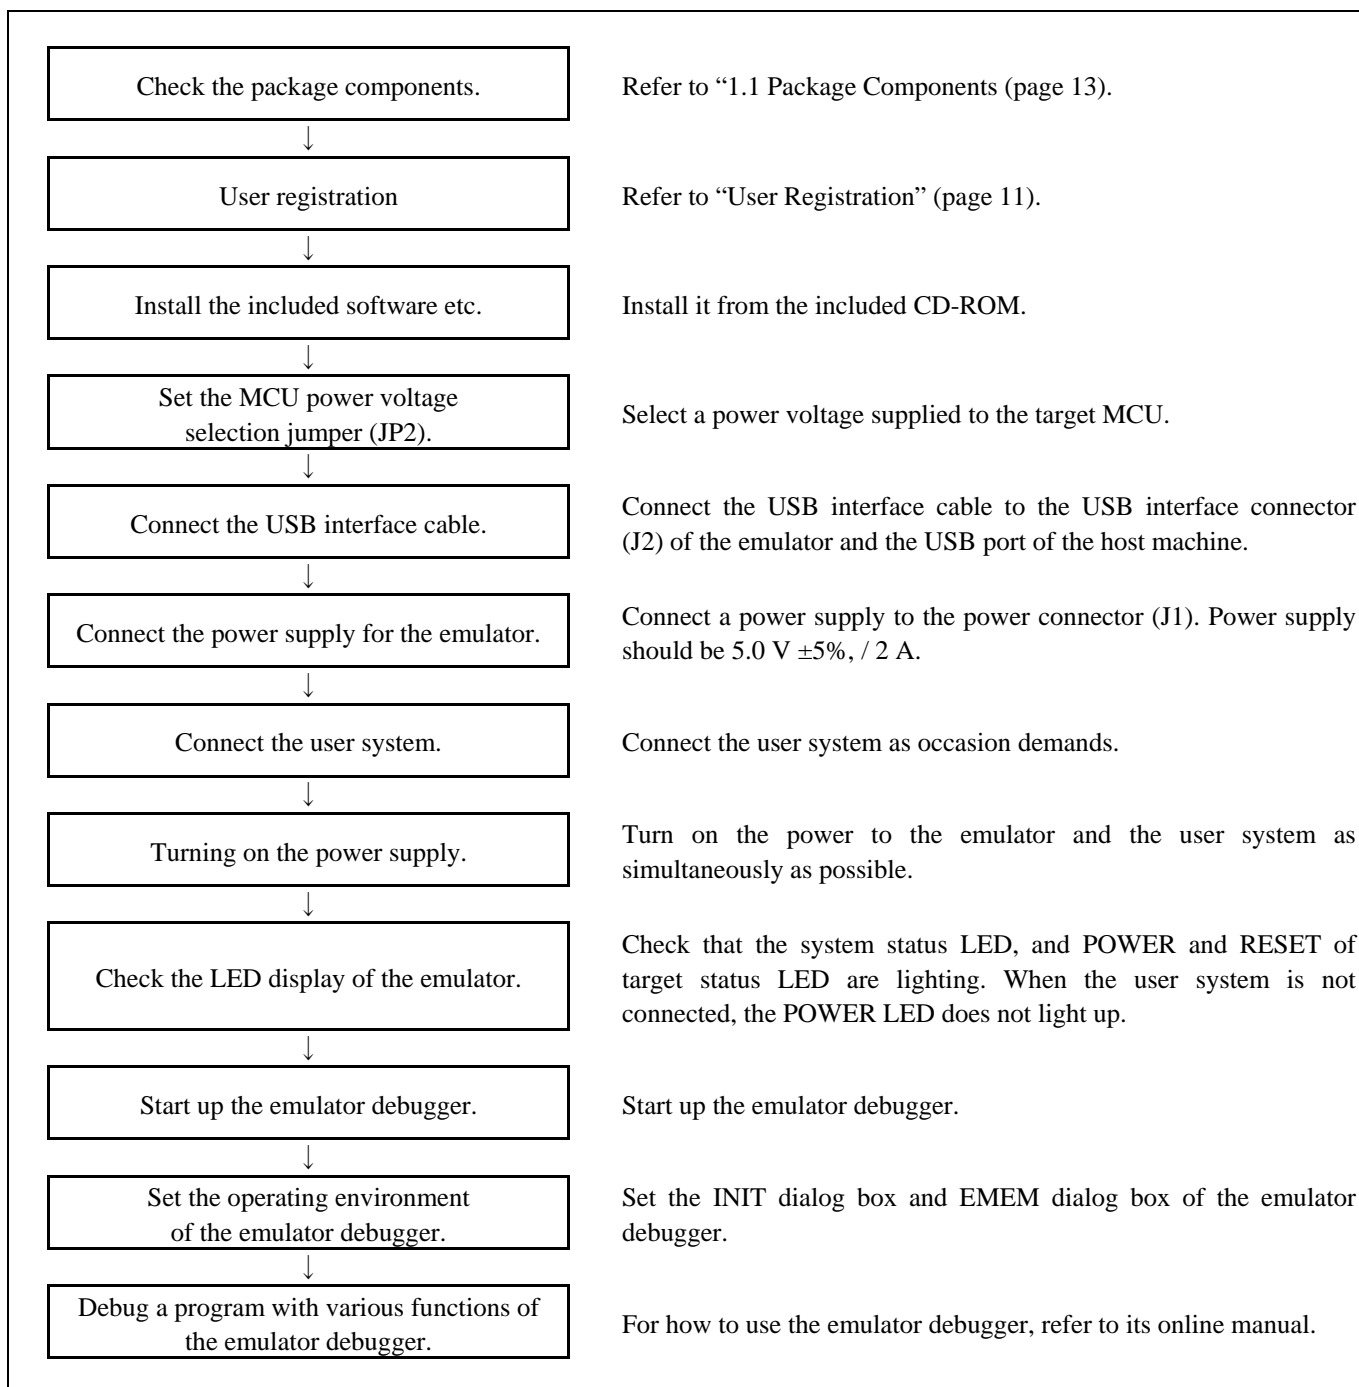 Check the package components.
Refer to “1.1 Package Components (page 13).
↓
User registration
Refer to “User Registration” (page 11).
↓
Install the included software etc.
Install it from the included CD-ROM.
↓
Set the MCU power voltage
selection jumper (JP2).
Select a power voltage supplied to the target MCU.
↓
Connect the USB interface cable.
Connect the USB interface cable to the USB interface connector
(J2) of the emulator and the USB port of the host machine.
↓
Connect the power supply for the emulator.
Connect a power supply to the power connector (J1). Power supply
should be 5.0 V ±5%, / 2 A.
↓
Connect the user system.
Connect the user system as occasion demands.
↓
Turning on the power supply.
Turn on the power to the emulator and the user system as
simultaneously as possible.
↓
Check the LED display of the emulator.
Check that the system status LED, and POWER and RESET of
target status LED are lighting. When the user system is not
connected, the POWER LED does not light up.
↓
Start up the emulator debugger.
Start up the emulator debugger.
↓
Set the operating environment
of the emulator debugger.
Set the INIT dialog box and EMEM dialog box of the emulator
debugger.
↓
Debug a program with various functions of
the emulator debugger.
For how to use the emulator debugger, refer to its online manual.